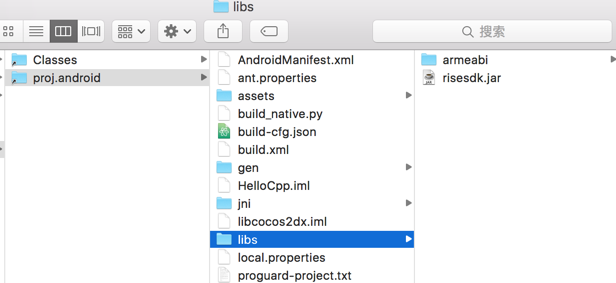 libs
搜索
Classes
proj.android
AndroidManifest.xml
ant.properties
assets
build_native.py
build-cfg.json
build.xml
gen
HelloCpp.iml
jni
libcocos2dx.iml
libs
local.properties
proguard-project.txt
armeabi
risesdk.jar